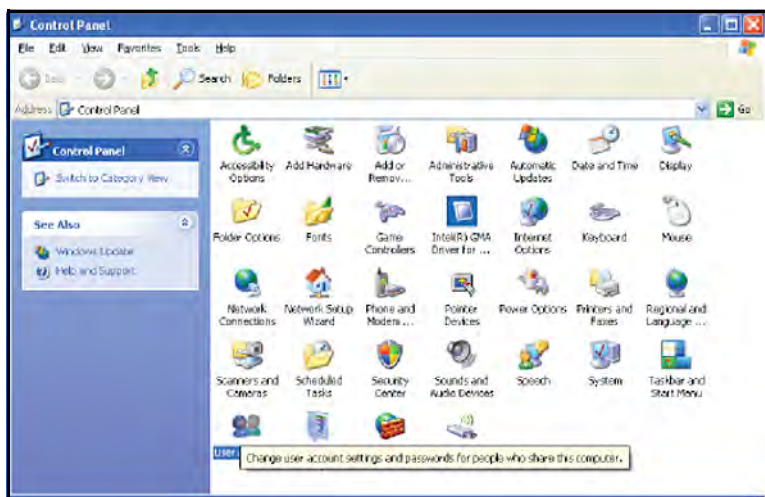 Control Panel
File Edit View Favorites Tools Help
Back Search Folders
Address Control Panel Go
Control Panel
Switch to Category View
See Also
Windows Update
Help and Support
Accessibility Options
Add Hardware
Add or Remov...
Administrative Tools
Automatic Updates
Date and Time
Display
Folder Options
Fonts
Game Controllers
Intel(R) GMA Driver for ...
Internet Options
Keyboard
Mouse
Network Connections
Network Setup Wizard
Phone and Modem ...
Pointer Devices
Power Options
Printers and Faxes
Regional and Language ...
Scanners and Cameras
Scheduled Tasks
Security Center
Sounds and Audio Devices
Speech
System
Taskbar and Start Menu
User
Change user account settings and passwords for people who share this computer.